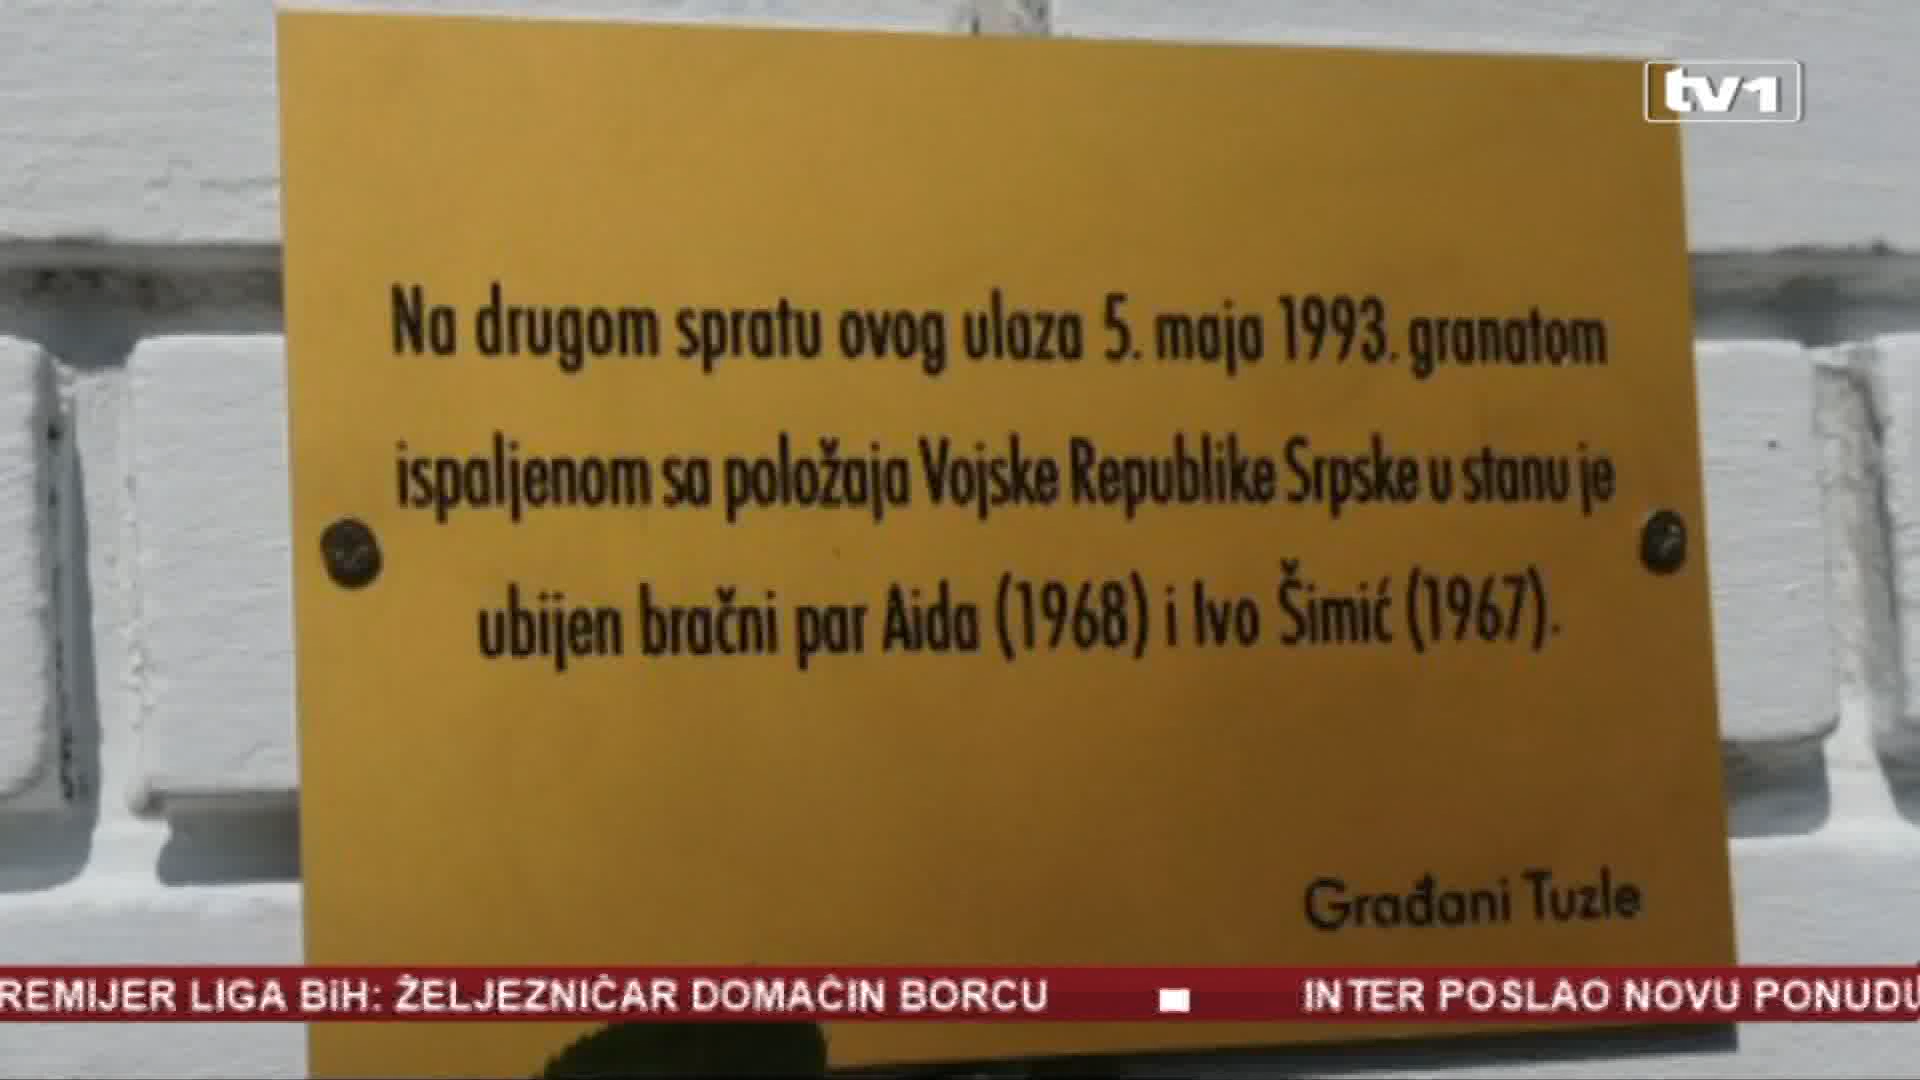 tv1
Na drugom spratu ovog ulaza 5. maja 1993. granatom
ispaljenom sa položaja Vojske Republike Srpske u stanu je
ubijen bračni par Aida (1968) i Ivo Šimić (1967).
Građani Tuzle
REMIJER LIGA BiH: ŽELJEZNIČAR DOMAĆIN BORCU ■ INTER POSLAO NOVU PONUDU